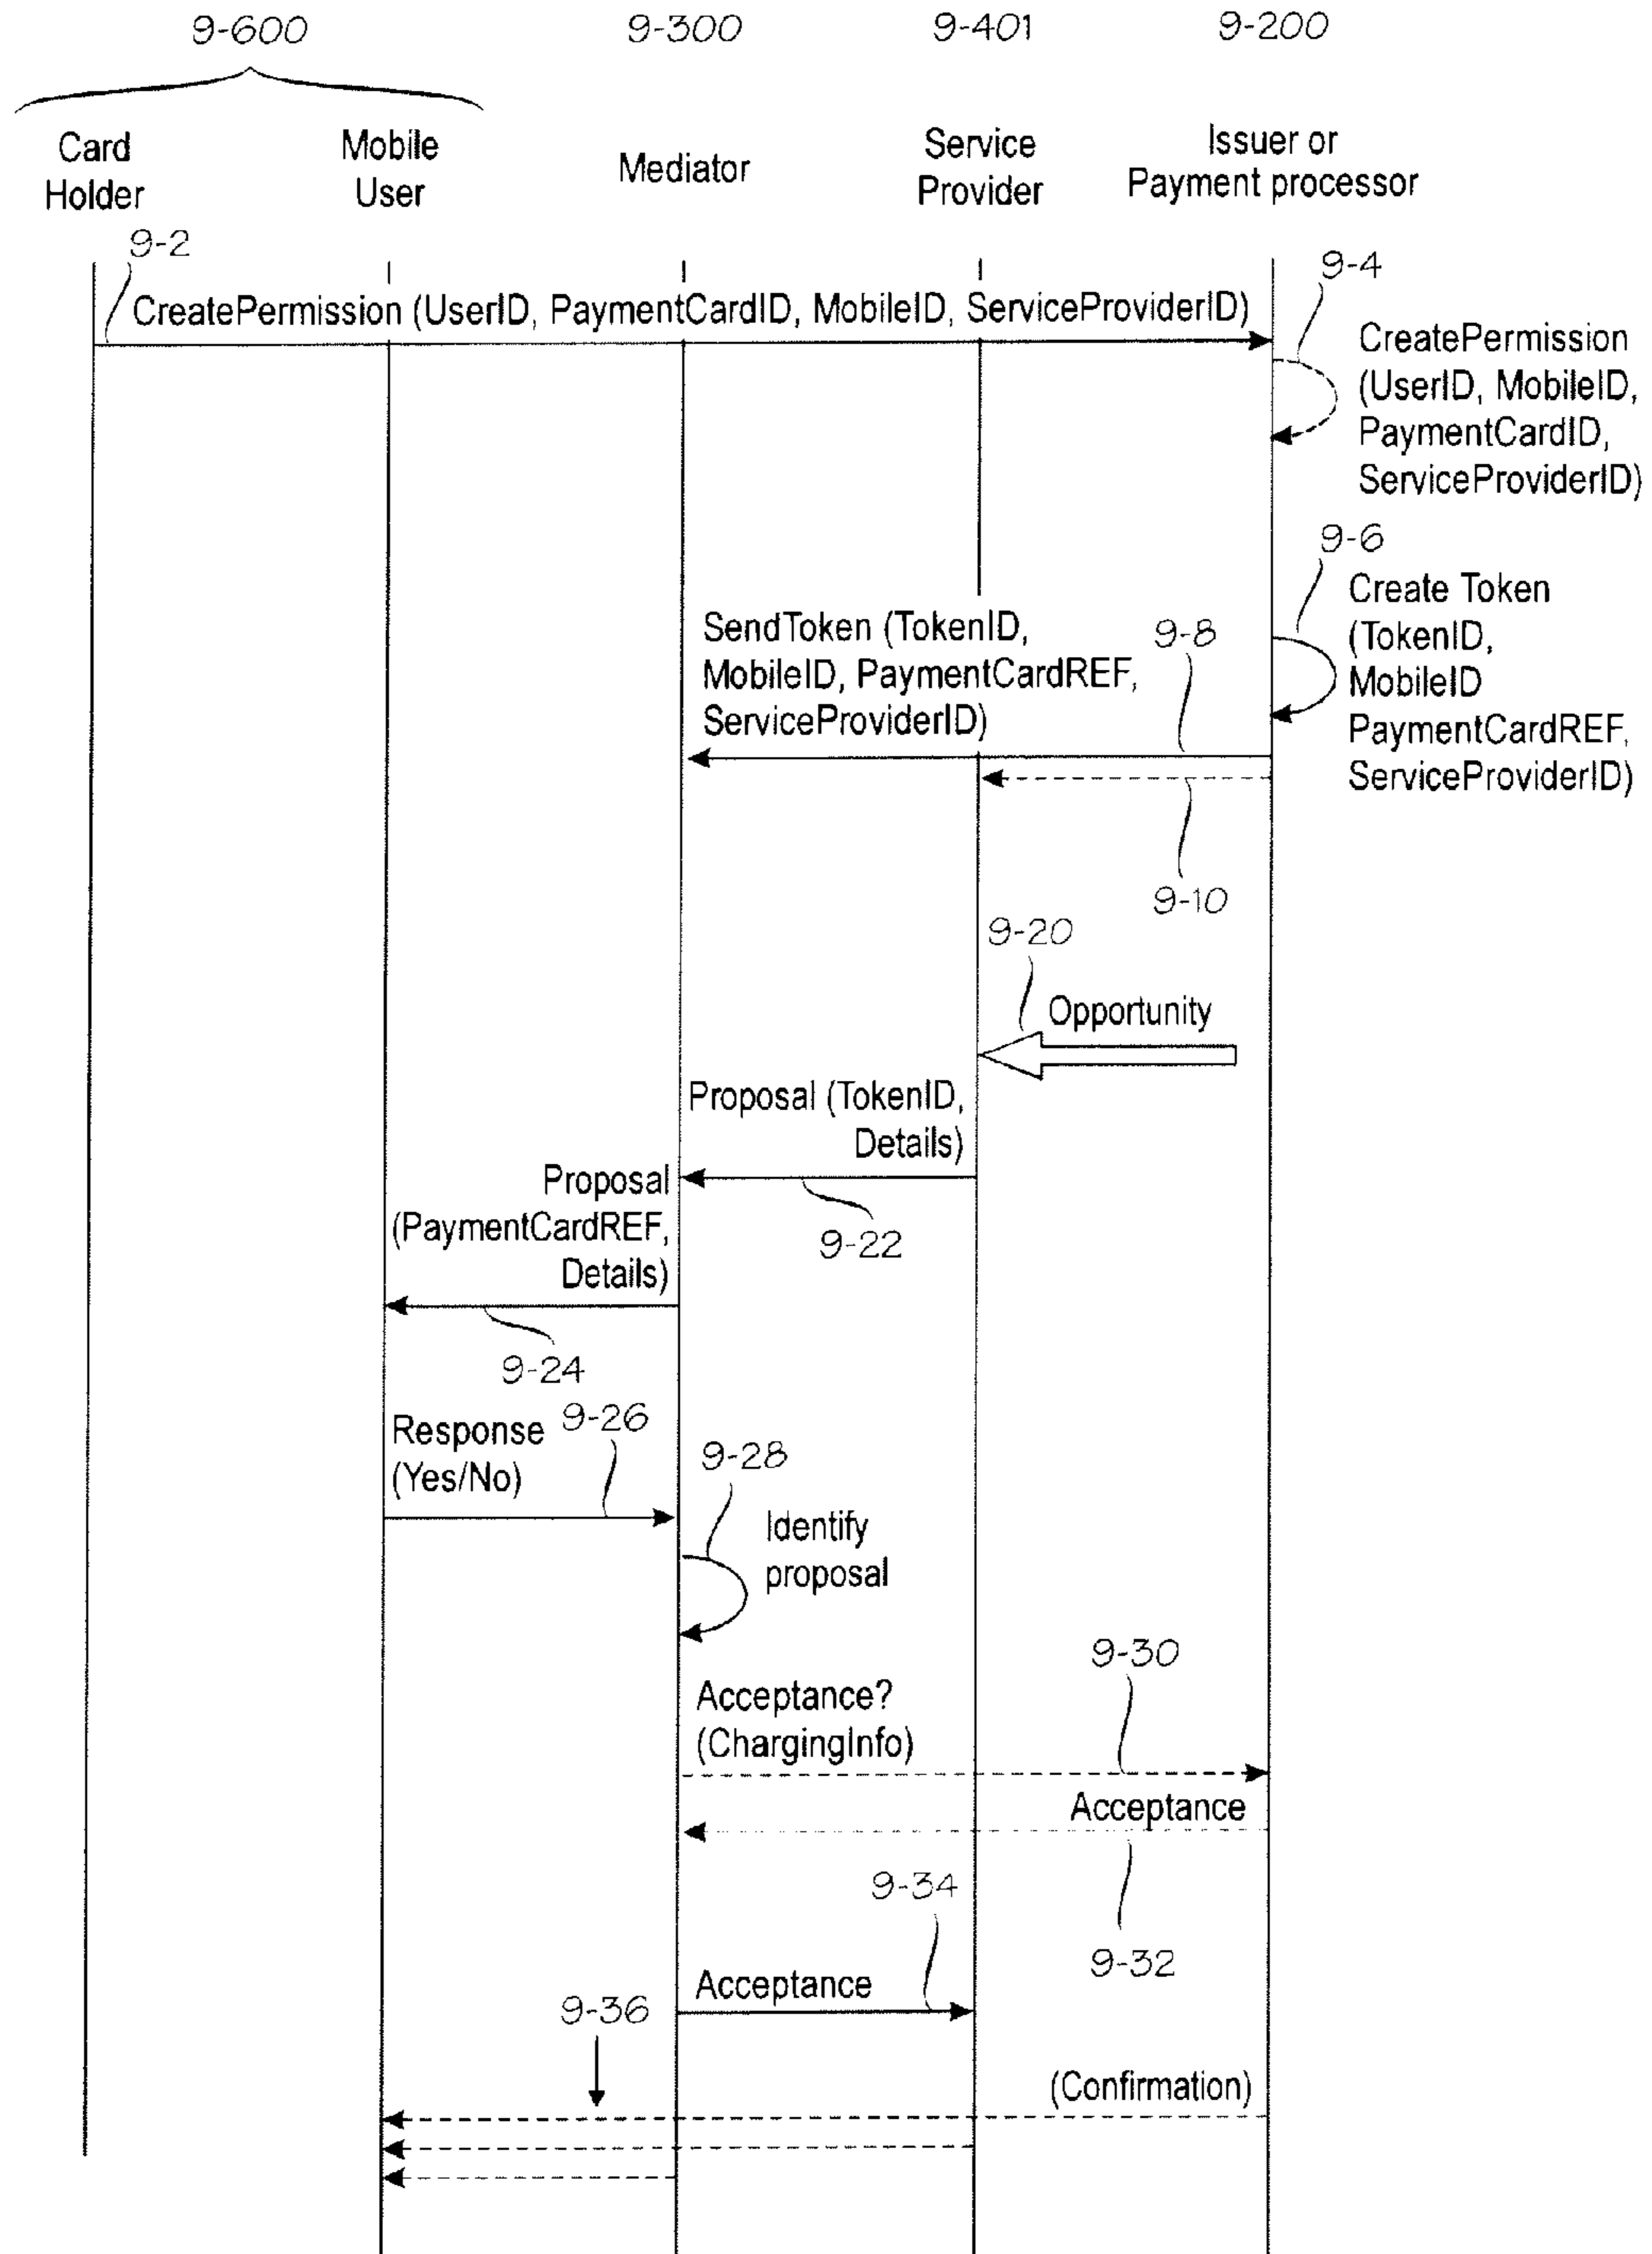 9-600
9-300
9-401
9-200
Card
Holder
Mobile
User
Mediator
Service
Provider
Issuer or
Payment processor
9-2
9-4
CreatePermission (UserID, PaymentCardID, MobileID, ServiceProviderID)
CreatePermission
(UserID, MobileID,
PaymentCardID,
ServiceProviderID)
9-6
Create Token
(TokenID,
MobileID
PaymentCardREF,
ServiceProviderID)
SendToken (TokenID,
MobileID, PaymentCardREF,
ServiceProviderID)
9-8
9-10
9-20
Opportunity
Proposal (TokenID,
Details)
9-22
Proposal
(PaymentCardREF,
Details)
9-24
Response
(Yes/No)
9-26
9-28
Identify
proposal
9-30
Acceptance?
(ChargingInfo)
Acceptance
9-32
9-34
Acceptance
9-36
(Confirmation)